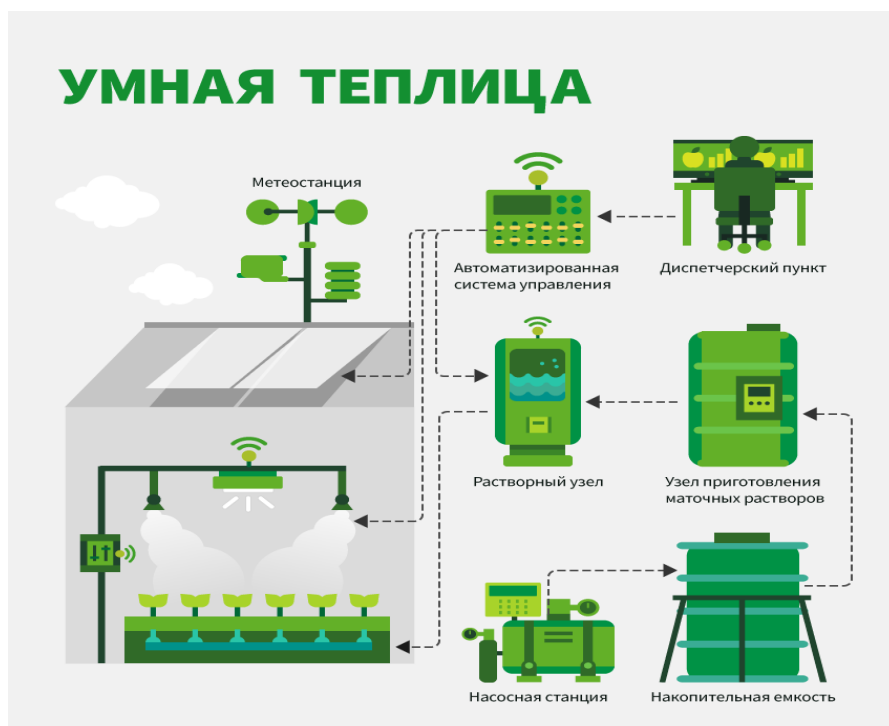 УМНАЯ ТЕПЛИЦА
Метеостанция
Автоматизированная
система управления
Диспетчерский пункт
Растворный узел
Узел приготовления
маточных растворов
Насосная станция
Накопительная емкость